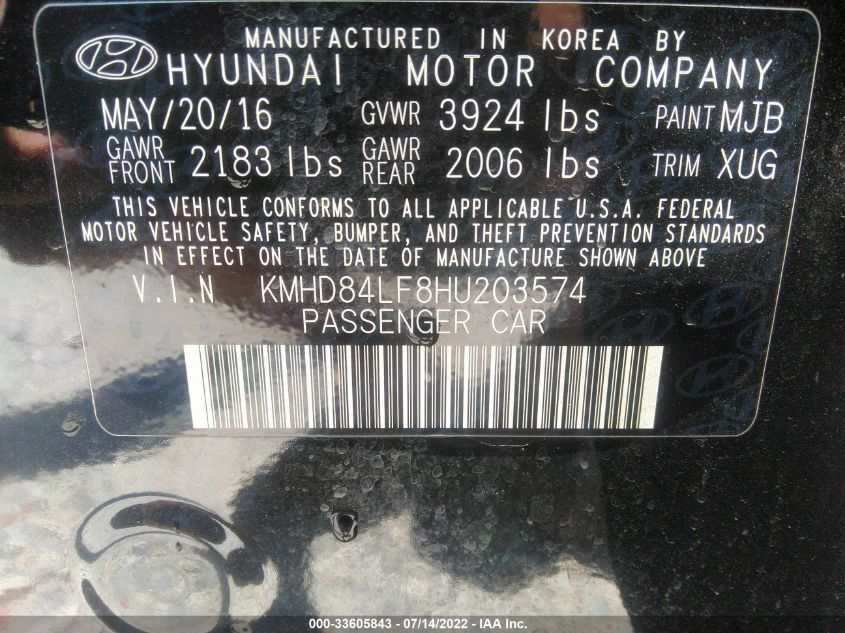 MANUFACTURED IN KOREA BY
HYUNDAI MOTOR COMPANY
MAY/20/16 GVWR 3924 lbs PAINT MJB
GAWR FRONT 2183 lbs GAWR REAR 2006 lbs TRIM XUG
THIS VEHICLE CONFORMS TO ALL APPLICABLE U.S.A. FEDERAL
MOTOR VEHICLE SAFETY, BUMPER, AND THEFT PREVENTION STANDARDS
IN EFFECT ON THE DATE OF MANUFACTURE SHOWN ABOVE
V.I.N KMHD84LF8HU203574
PASSENGER CAR
000-33605843 - 07/14/2022 - IAA Inc.